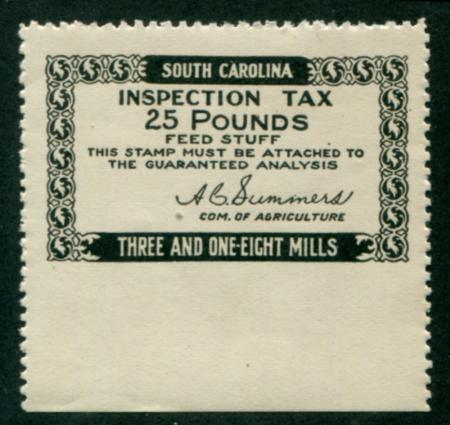 SOUTH CAROLINA
INSPECTION TAX
25 POUNDS
FEED STUFF
THIS STAMP MUST BE ATTACHED TO
THE GUARANTEED ANALYSIS
A C Summers
COM. OF AGRICULTURE
THREE AND ONE-EIGHT MILLS